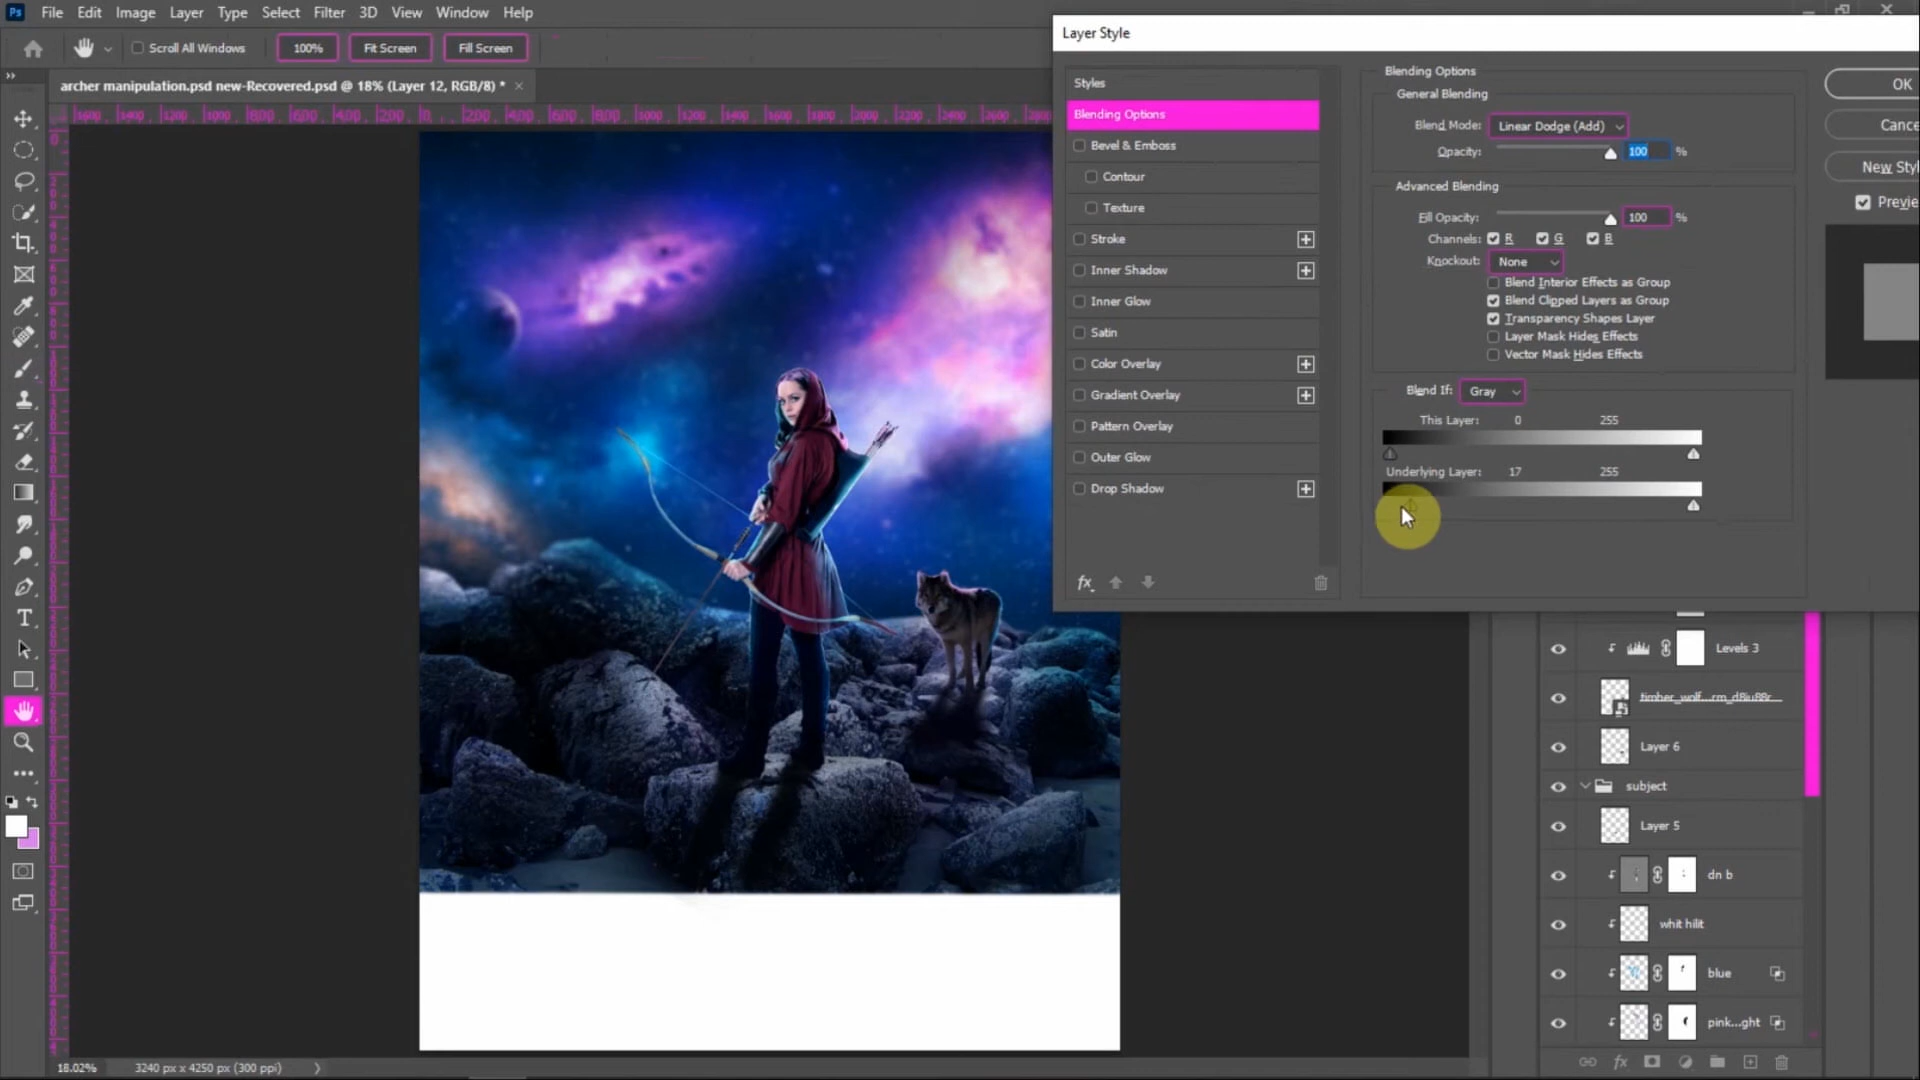 Ps File Edit Image Layer Type Select Filter 3D View Window Help
Scroll All Windows 100% Fit Screen Fill Screen
archer manipulation.psd new-Recovered.psd @ 18% (Layer 12, RGB/8) *
Layer Style
Styles
Blending Options
Bevel & Emboss
Contour
Texture
Stroke
Inner Shadow
Inner Glow
Satin
Color Overlay
Gradient Overlay
Pattern Overlay
Outer Glow
Drop Shadow
fx
Blending Options
General Blending
Blend Mode: Linear Dodge (Add)
Opacity: 100 %
Advanced Blending
Fill Opacity: 100 %
Channels: R G B
Knockout: None
Blend Interior Effects as Group
Blend Clipped Layers as Group
Transparency Shapes Layer
Layer Mask Hides Effects
Vector Mask Hides Effects
Blend If: Gray
This Layer: 0 255
Underlying Layer: 17 255
OK
Cance
New Styl
Previe
Levels 3
timber_wolf...rm_d8iu88r...
Layer 6
subject
Layer 5
dn b
whit hilit
blue
pink...ght
fx
18.02% 3240 px x 4250 px (300 ppi)